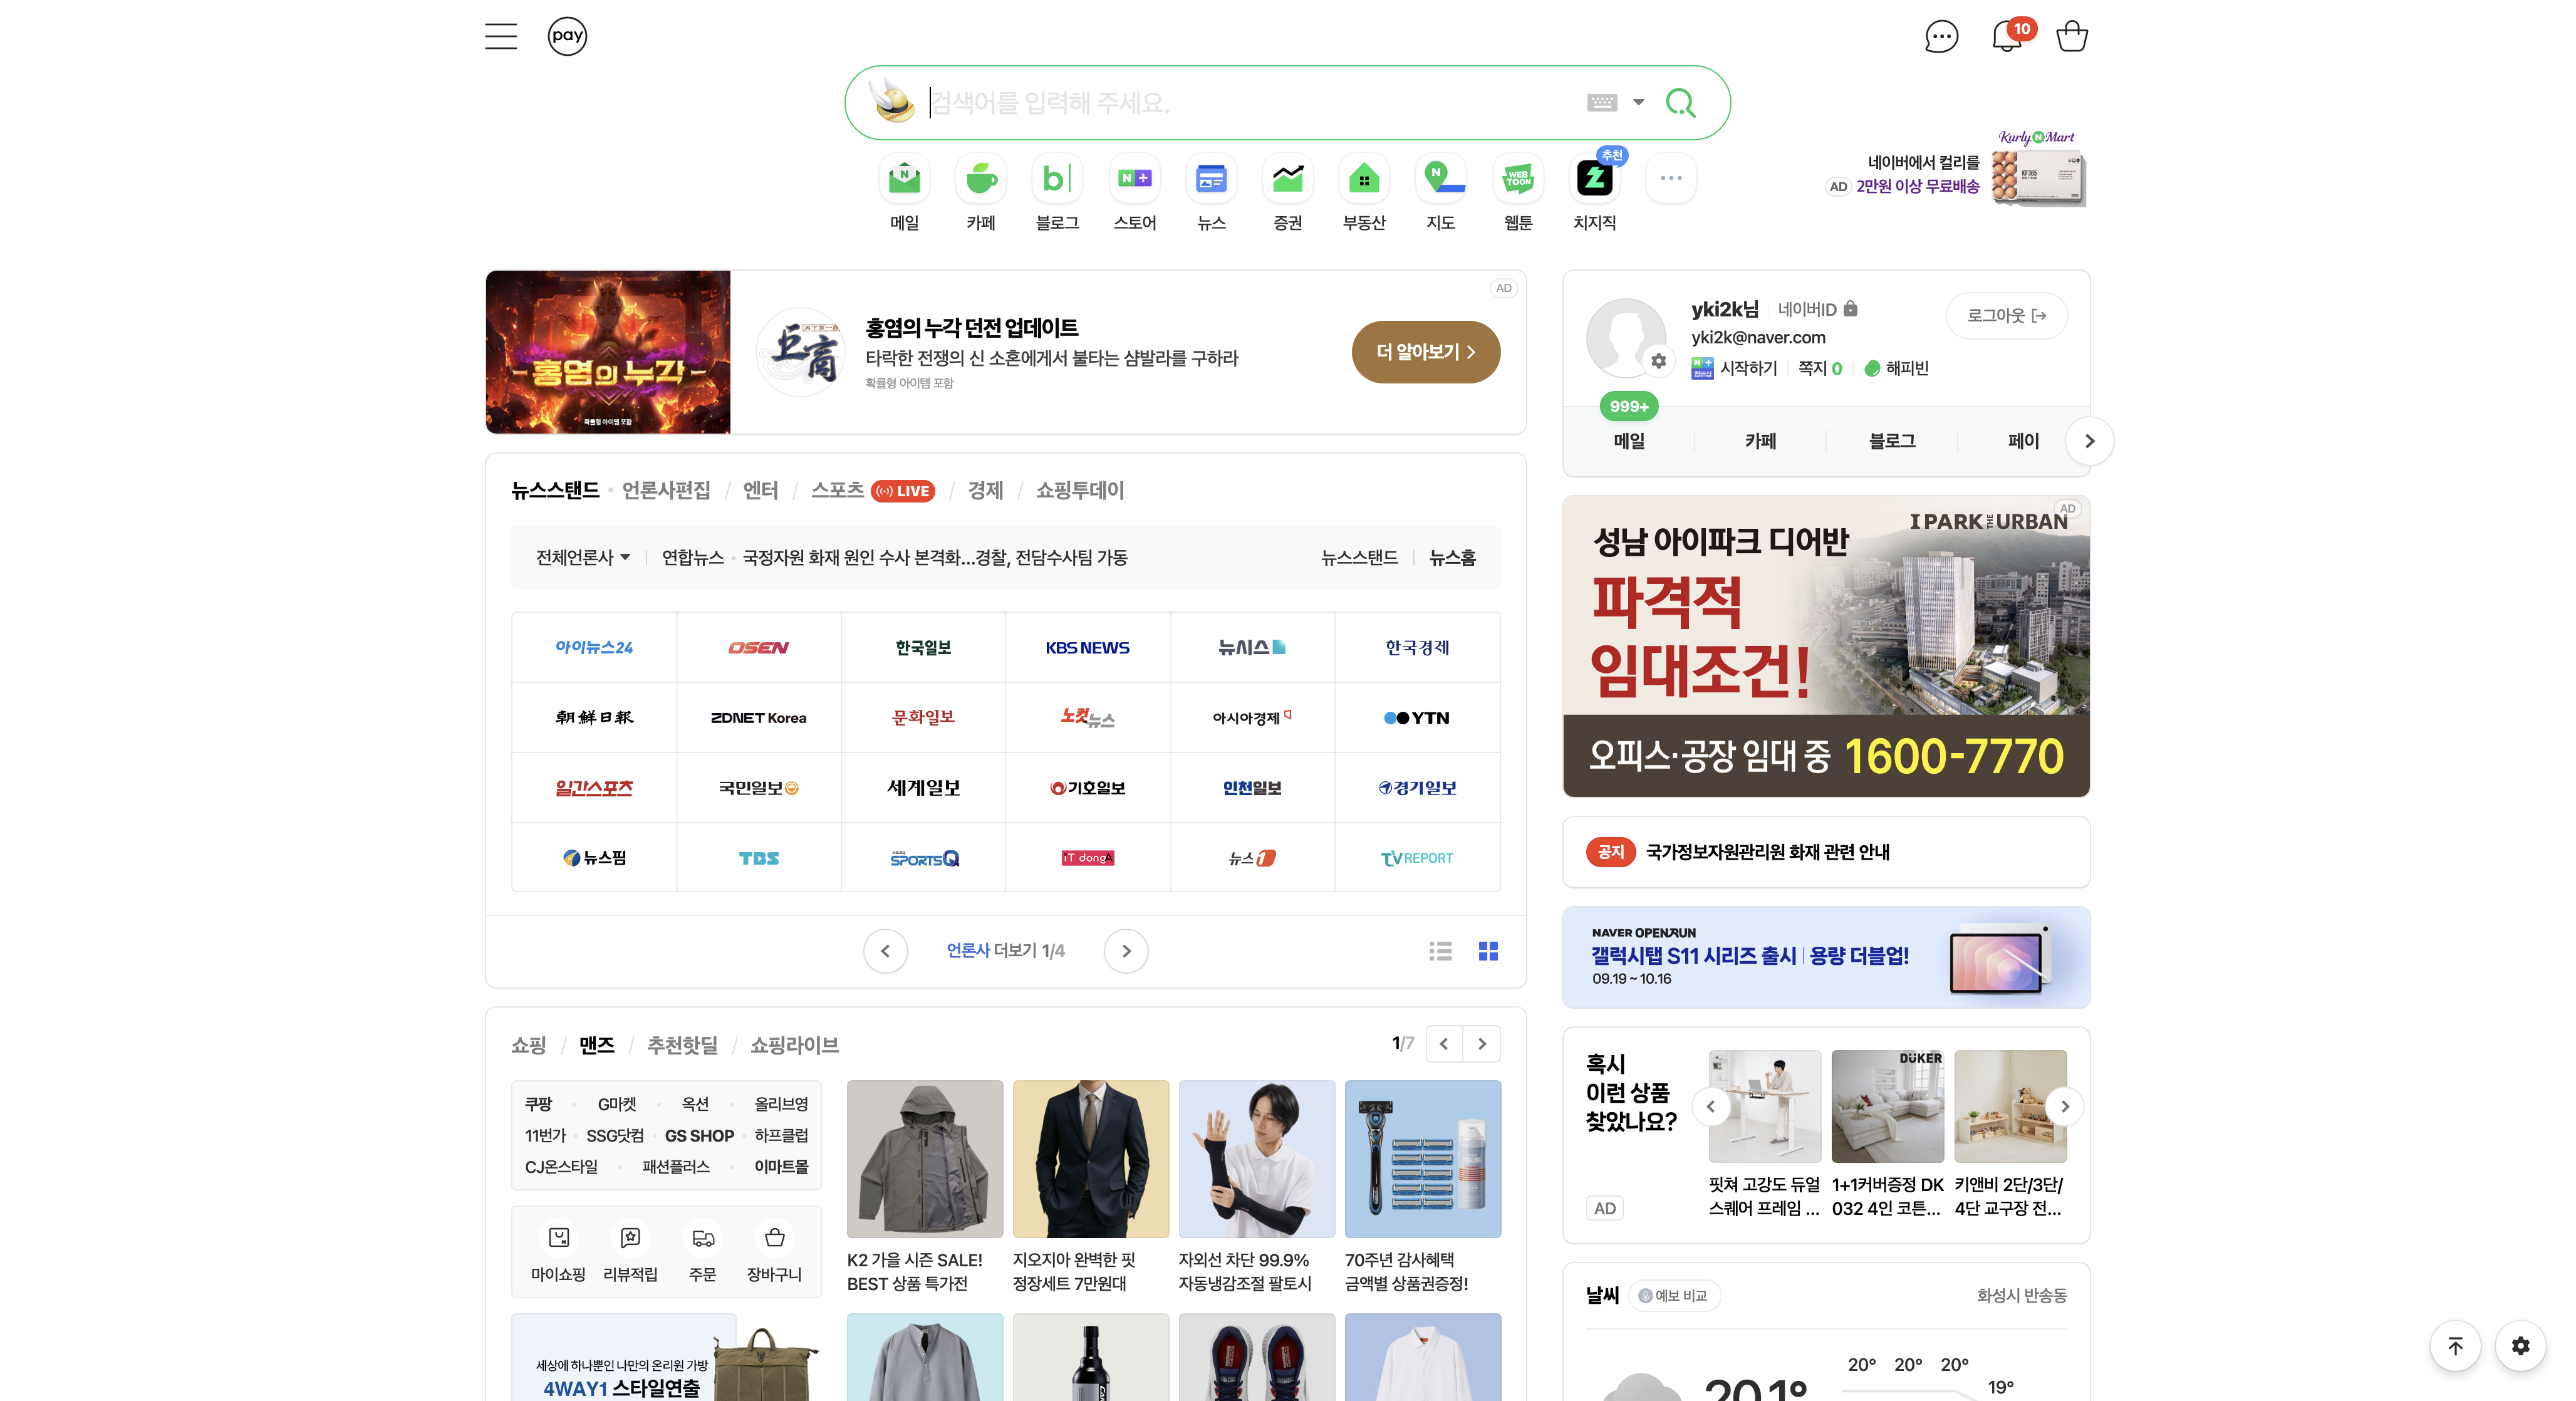 pay
10
검색어를 입력해 주세요.
Kurly N Mart
네이버에서 컬리를
AD 2만원 이상 무료배송
메일
카페
블로그
스토어
뉴스
증권
부동산
지도
웹툰
추천
치지직
홍염의 누각
확률형 아이템 포함
巨商
홍염의 누각 던전 업데이트
타락한 전쟁의 신 소혼에게서 불타는 샴발라를 구하라
확률형 아이템 포함
더 알아보기
AD
yki2k님 네이버ID
yki2k@naver.com
시작하기 쪽지 0 해피빈
로그아웃
999+
메일 카페 블로그 페이
뉴스스탠드 언론사편집 / 엔터 / 스포츠 LIVE / 경제 / 쇼핑투데이
전체언론사 연합뉴스 국정자원 화재 원인 수사 본격화...경찰, 전담수사팀 가동 뉴스스탠드 뉴스홈
아이뉴스24 OSEN 한국일보 KBS NEWS 뉴시스 한국경제
朝鮮日報 ZDNET Korea 문화일보 노컷뉴스 아시아경제 YTN
일간스포츠 국민일보 세계일보 기호일보 인천일보 경기일보
뉴스핌 TBS SPORTSQ iT dongA 뉴스1 TVREPORT
언론사 더보기 1/4
AD
I PARK THE URBAN
성남 아이파크 디어반
파격적
임대조건!
오피스·공장 임대 중 1600-7770
공지 국가정보자원관리원 화재 관련 안내
NAVER OPENRUN
갤럭시탭 S11 시리즈 출시 | 용량 더블업!
09.19 ~ 10.16
쇼핑 / 맨즈 / 추천핫딜 / 쇼핑라이브
1/7
쿠팡 G마켓 옥션 올리브영
11번가 SSG닷컴 GS SHOP 하프클럽
CJ온스타일 패션플러스 이마트몰
마이쇼핑 리뷰적립 주문 장바구니
세상에 하나뿐인 나만의 온리원 가방
4WAY1 스타일연출
K2 가을 시즌 SALE!
BEST 상품 특가전
지오지아 완벽한 핏
정장세트 7만원대
자외선 차단 99.9%
자동냉감조절 팔토시
70주년 감사혜택
금액별 상품권증정!
혹시
이런 상품
찾았나요?
AD
DUKER
핏쳐 고강도 듀얼
스퀘어 프레임 ...
1+1커버증정 DK
032 4인 코튼...
키앤비 2단/3단/
4단 교구장 전...
날씨 예보 비교 화성시 반송동
20° 20° 20°
19°
20.1°